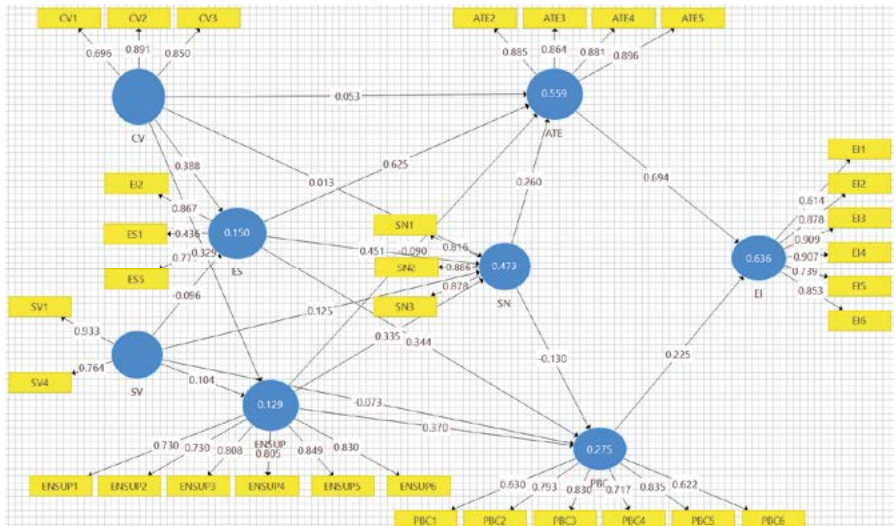 CV1 CV2 CV3 ATE2 ATE3 ATE4 ATE5
0.696 0.891 0.850 0.885 0.864 0.881 0.896
0.053 0.559
CV ATE
0.388 0.625 0.013 0.260 0.694
EI1
EI2 0.867 EI2
0.614
0.878
ES1 0.436 0.150 SN1 0.816 EI3
0.909
ES5 0.329 ES 0.451 -0.090 SN2 0.886 0.473 0.636 0.907 EI4
0.739
SN3 0.878 SN EI EI5
0.853
EI6
-0.096 0.125
SV1 0.933
0.335 0.344 -0.130 0.225
SV4 0.764 SV 0.104
0.129 -0.073
0.370
ENSUP 0.275
PBC
0.730 0.730 0.808 0.805 0.849 0.830
ENSUP1 ENSUP2 ENSUP3 ENSUP4 ENSUP5 ENSUP6
0.630 0.793 0.830 0.717 0.835 0.622
PBC1 PBC2 PBC3 PBC4 PBC5 PBC6